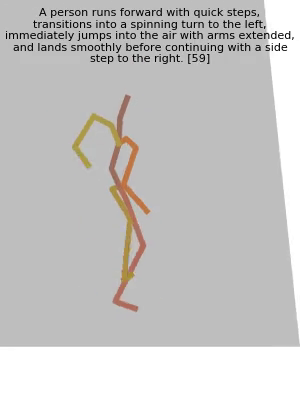 A person runs forward with quick steps,
transitions into a spinning turn to the left,
immediately jumps into the air with arms extended,
and lands smoothly before continuing with a side
step to the right. [59]